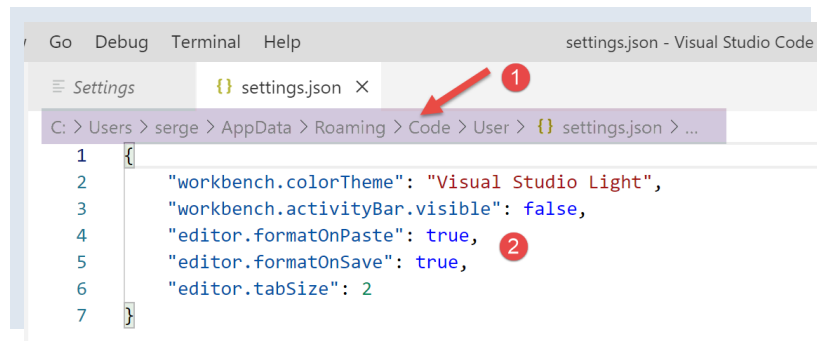 Go Debug Terminal Help settings.json - Visual Studio Code
Settings {} settings.json ×
1
C: > Users > serge > AppData > Roaming > Code > User > {} settings.json > ...
1 {
2 "workbench.colorTheme": "Visual Studio Light",
3 "workbench.activityBar.visible": false,
4 "editor.formatOnPaste": true,
2
5 "editor.formatOnSave": true,
6 "editor.tabSize": 2
7 }